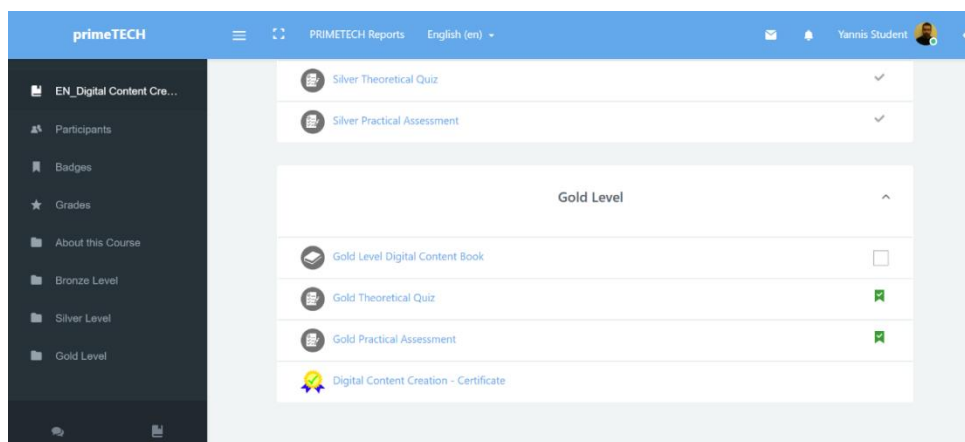 primeTECH
PRIMETECH Reports
English (en)
Yannis Student
EN_Digital Content Cre...
Participants
Badges
Grades
About this Course
Bronze Level
Silver Level
Gold Level
Silver Theoretical Quiz
Silver Practical Assessment
Gold Level
Gold Level Digital Content Book
Gold Theoretical Quiz
Gold Practical Assessment
Digital Content Creation - Certificate